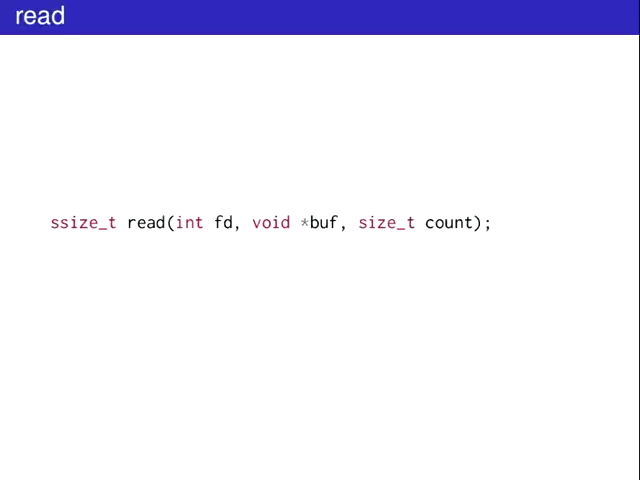 read
ssize_t read(int fd, void *buf, size_t count);